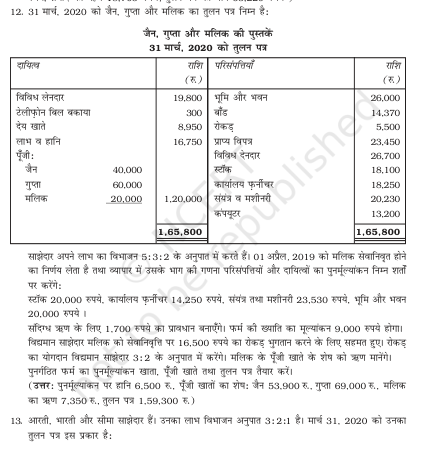 12. 31 मार्च, 2020 को जैन, गुप्ता और मलिक का तुलन पत्र निम्न है:
जैन, गुप्ता और मलिक की पुस्तकें
31 मार्च, 2020 को तुलन पत्र
दायित्व राशि (रु.) परिसंपत्तियाँ राशि (रु.)
विविध लेनदार 19,800 भूमि और भवन 26,000
टेलीफ़ोन बिल बकाया 300 बाँड 14,370
देय खाते 8,950 रोकड़ 5,500
लाभ व हानि 16,750 प्राप्य विपत्र 23,450
पूँजी: विविध देनदार 26,700
जैन 40,000 स्टॉक 18,100
गुप्ता 60,000 कार्यालय फ़र्नीचर 18,250
मलिक 20,000 1,20,000 संयंत्र व मशीनरी 20,230
कंप्यूटर 13,200
1,65,800 1,65,800
साझेदार अपने लाभ का विभाजन 5:3:2 के अनुपात में करते हैं। 01 अप्रैल, 2019 को मलिक सेवानिवृत होने
का निर्णय लेता है तथा व्यापार में उसके भाग की गणना परिसंपत्तियों और दायित्वों का पुनर्मूल्यांकन निम्न शर्तों
पर करेंगे:
स्टॉक 20,000 रुपये, कार्यालय फ़र्नीचर 14,250 रुपये, संयंत्र तथा मशीनरी 23,530 रुपये, भूमि और भवन
20,000 रुपये ।
संदिग्ध ऋण के लिए 1,700 रुपये का प्रावधान बनाएँगे। फर्म की ख्याति का मूल्यांकन 9,000 रुपये होगा।
विद्यमान साझेदार मलिक को सेवानिवृत्ति पर 16,500 रुपये का रोकड़ भुगतान करने के लिए सहमत हुए। रोकड़
का योगदान विद्यमान साझेदार 3:2 के अनुपात में करेंगे। मलिक के पूँजी खाते के शेष को ऋण मानेंगे।
पुनर्गठित फर्म का पुनर्मूल्यांकन खाता, पूँजी खाते तथा तुलन पत्र तैयार करें।
(उत्तर: पुनर्मूल्यांकन पर हानि 6,500 रु., पूँजी खातों का शेष: जैन 53,900 रु., गुप्ता 69,000 रु., मलिक
का ऋण 7,350 रु., तुलन पत्र 1,59,300 रु.)
13. आरती, भारती और सीमा साझेदार हैं। उनका लाभ विभाजन अनुपात 3:2:1 है। मार्च 31, 2020 को उनका
तुलन पत्र इस प्रकार है: